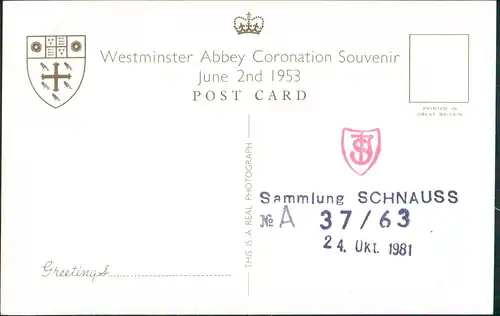 Westminster Abbey Coronation Souvenir
June 2nd 1953
POST CARD
PRINTED IN
GREAT BRITAIN
THIS IS A REAL PHOTOGRAPH
Sammlung SCHNAUSS
№ A 37/63
24. Okt. 1981
Greetings